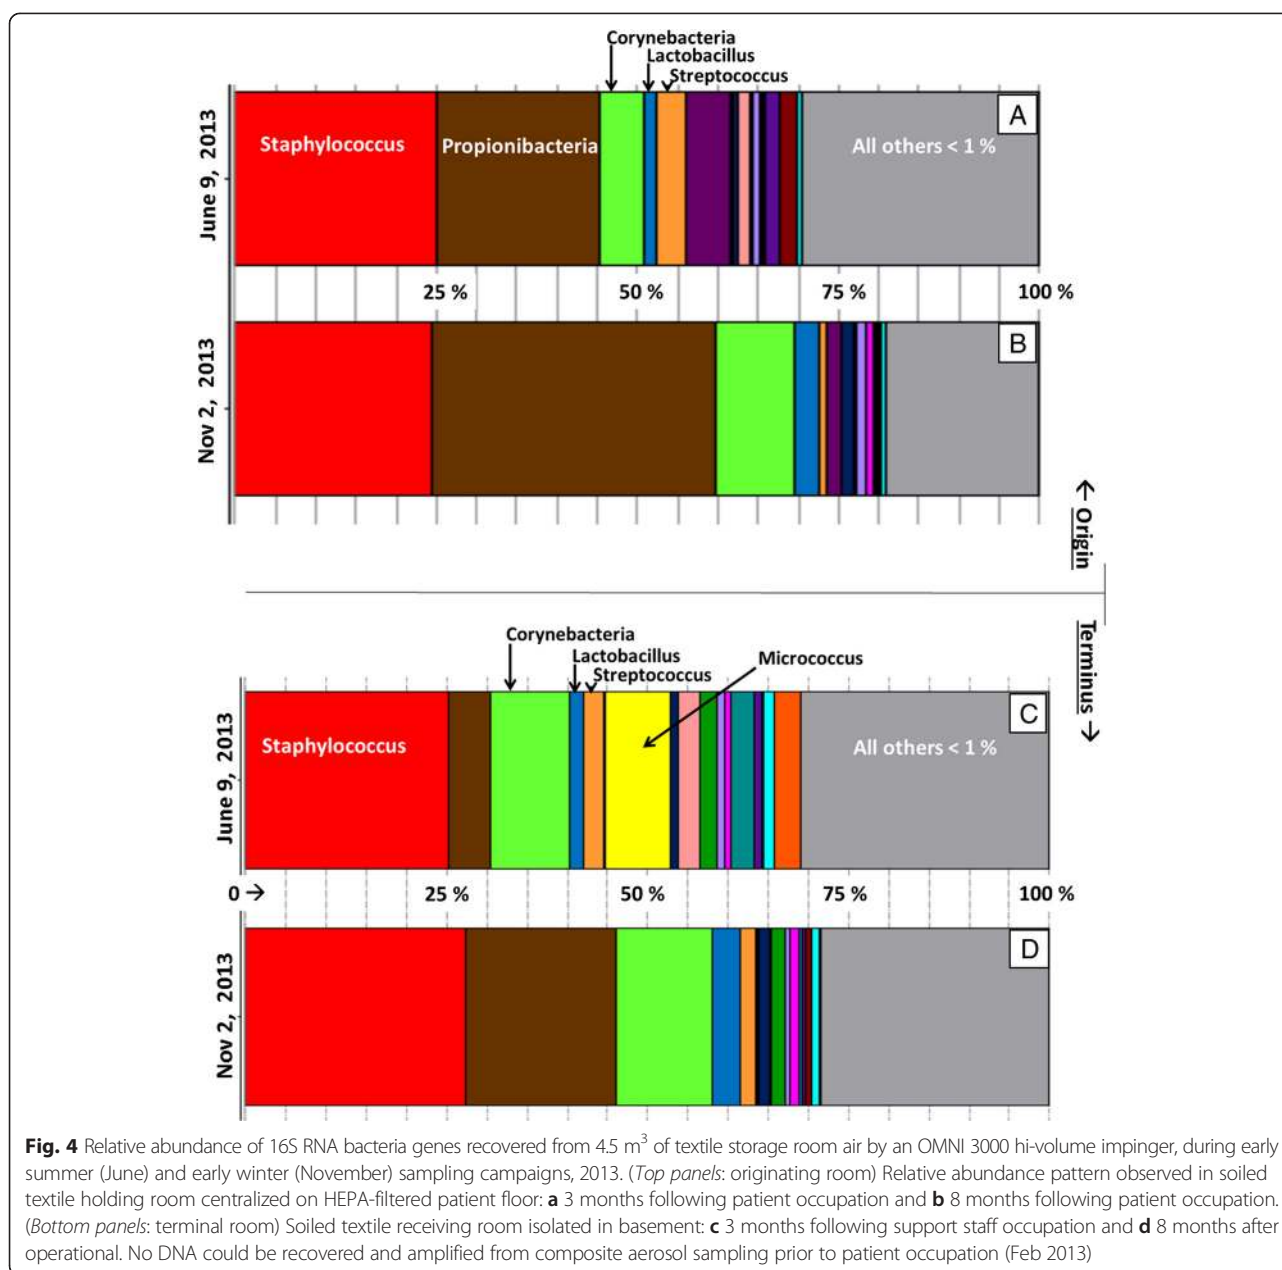 Corynebacteria
Lactobacillus
Streptococcus
June 9, 2013
Staphylococcus
Propionibacteria
All others < 1 %
A
25 %
50 %
75 %
100 %
Nov 2, 2013
B
← Origin
Terminus →
Corynebacteria
Lactobacillus
Streptococcus
Micrococcus
June 9, 2013
Staphylococcus
All others < 1 %
C
0 →
25 %
50 %
75 %
100 %
Nov 2, 2013
D
Fig. 4 Relative abundance of 16S RNA bacteria genes recovered from 4.5 m³ of textile storage room air by an OMNI 3000 hi-volume impinger, during early
summer (June) and early winter (November) sampling campaigns, 2013. (Top panels: originating room) Relative abundance pattern observed in soiled
textile holding room centralized on HEPA-filtered patient floor: a 3 months following patient occupation and b 8 months following patient occupation.
(Bottom panels: terminal room) Soiled textile receiving room isolated in basement: c 3 months following support staff occupation and d 8 months after
operational. No DNA could be recovered and amplified from composite aerosol sampling prior to patient occupation (Feb 2013)